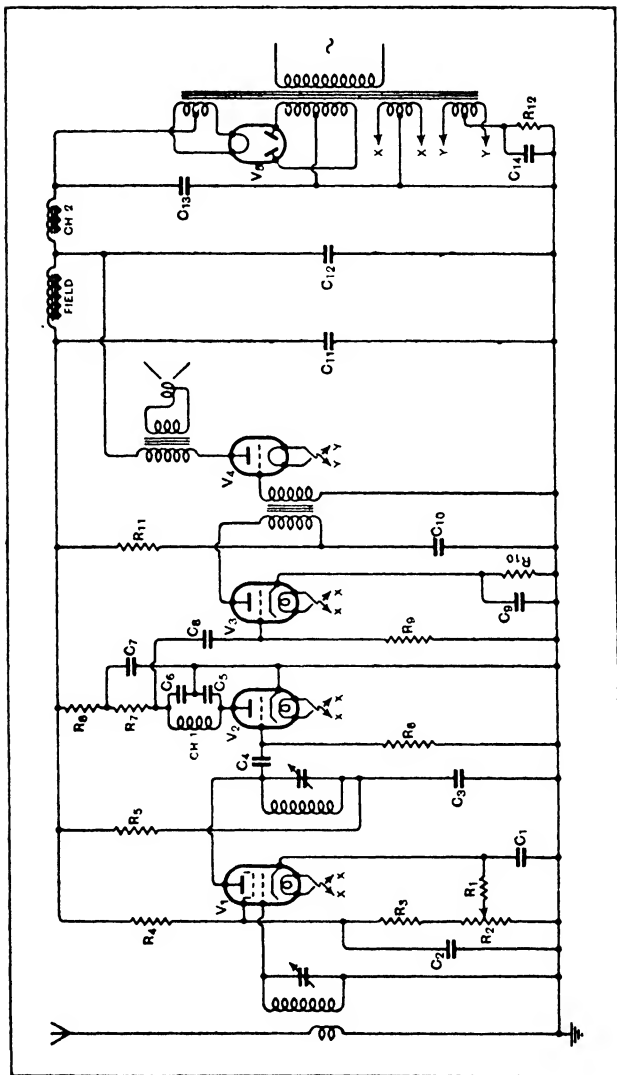 FIELD
CH 2
R4
R5
R8
R7
C7
C6
C5
CH 1
C8
R11
C13
V5
V1
V2
V3
V4
X
X
X
X
X
X
Y
Y
X
X
Y
Y
C4
R3
R1
R2
C2
C1
C3
R6
R9
C9
R10
C10
C11
C12
C14
R12